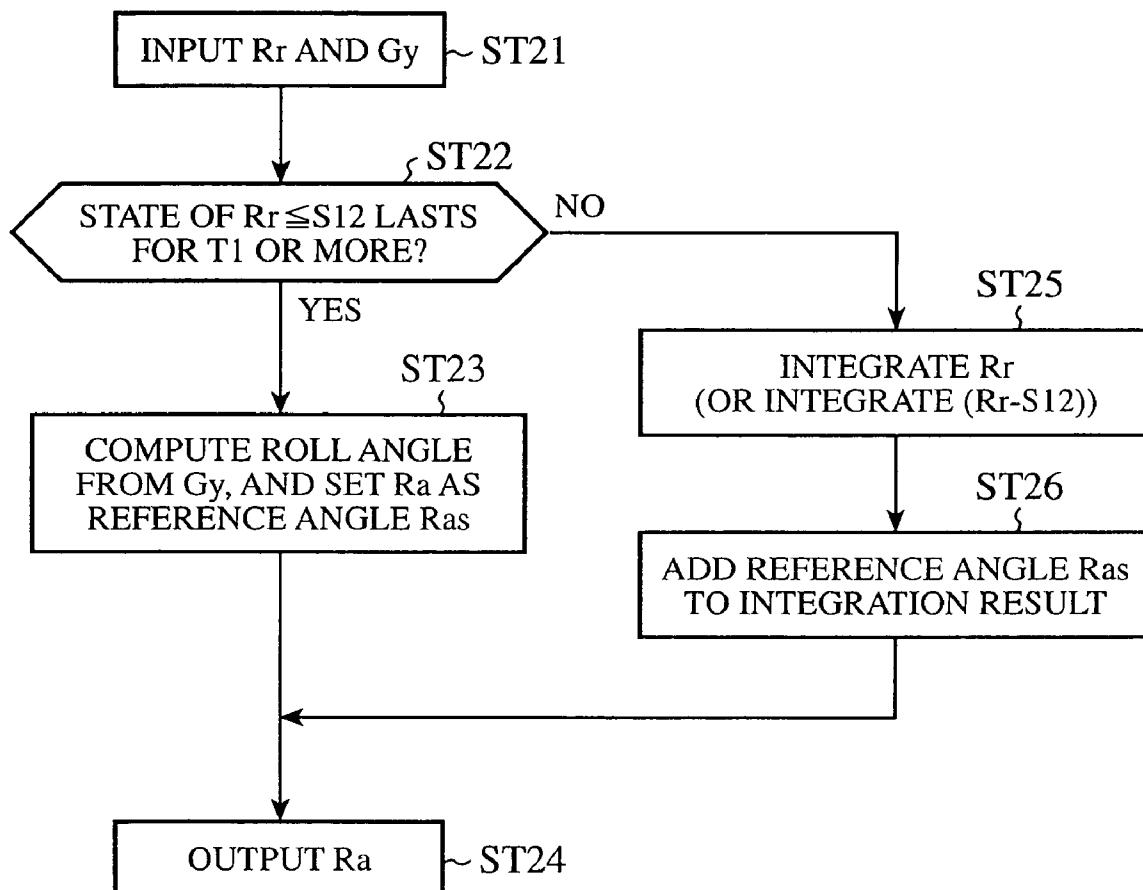 INPUT Rr AND Gy
ST21
ST22
STATE OF Rr≦S12 LASTS
FOR T1 OR MORE?
NO
YES
ST25
INTEGRATE Rr
(OR INTEGRATE (Rr-S12))
ST23
COMPUTE ROLL ANGLE
FROM Gy, AND SET Ra AS
REFERENCE ANGLE Ras
ST26
ADD REFERENCE ANGLE Ras
TO INTEGRATION RESULT
OUTPUT Ra
ST24